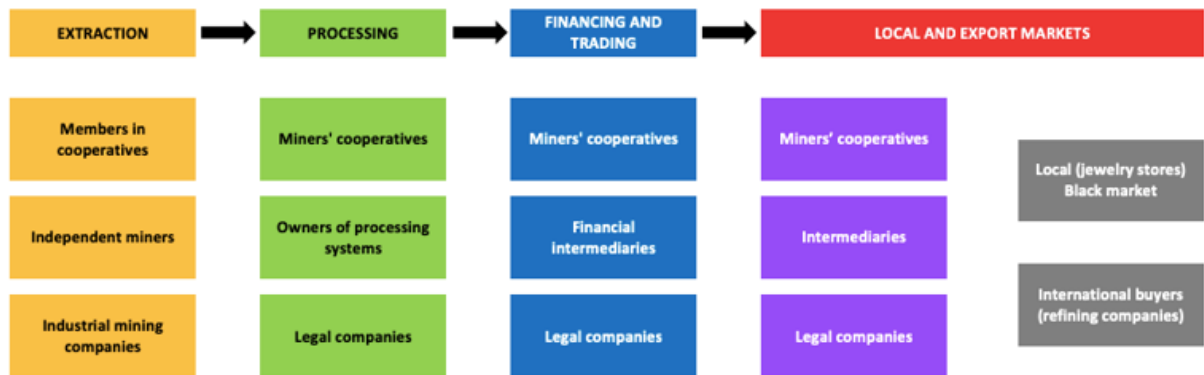 EXTRACTION
PROCESSING
FINANCING AND
TRADING
LOCAL AND EXPORT MARKETS
Members in
cooperatives
Miners' cooperatives
Miners' cooperatives
Miners’ cooperatives
Local (jewelry stores)
Black market
Independent miners
Owners of processing
systems
Financial
intermediaries
Intermediaries
International buyers
(refining companies)
Industrial mining
companies
Legal companies
Legal companies
Legal companies